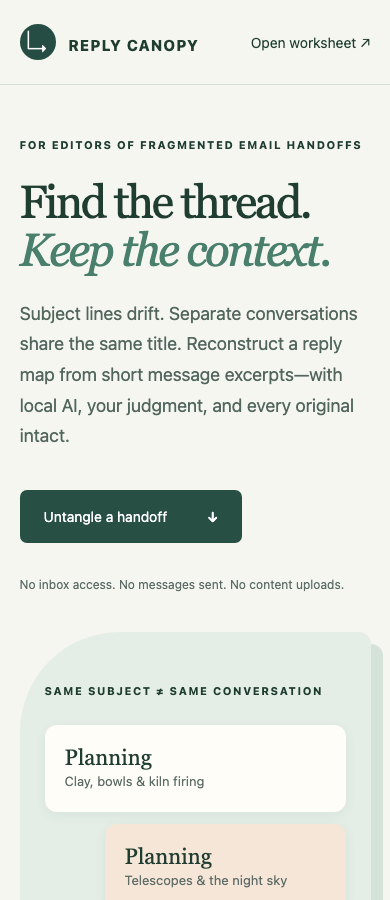 REPLY CANOPY
Open worksheet ↗
FOR EDITORS OF FRAGMENTED EMAIL HANDOFFS
Find the thread.
Keep the context.
Subject lines drift. Separate conversations
share the same title. Reconstruct a reply
map from short message excerpts—with
local AI, your judgment, and every original
intact.
Untangle a handoff ↓
No inbox access. No messages sent. No content uploads.
SAME SUBJECT ≠ SAME CONVERSATION
Planning
Clay, bowls & kiln firing
Planning
Telescopes & the night sky